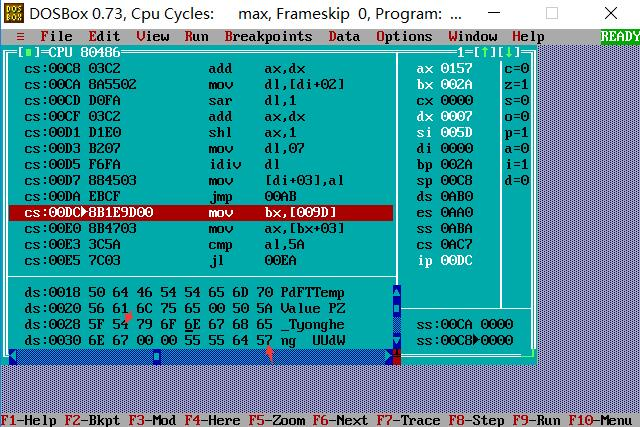 DOSBox 0.73, Cpu Cycles: max, Frameskip 0, Program: ...
≡ File Edit View Run Breakpoints Data Options Window Help READY
[■]=CPU 80486 1=[↑][↓]
cs:00C8 03C2 add ax,dx ax 0157 c=0
cs:00CA 8A5502 mov dl,[di+02] bx 002A z=1
cs:00CD D0FA sar dl,1 cx 0000 s=0
cs:00CF 03C2 add ax,dx dx 0007 o=0
cs:00D1 D1E0 shl ax,1 si 005D p=1
cs:00D3 B207 mov dl,07 di 0000 a=0
cs:00D5 F6FA idiv dl bp 002A i=1
cs:00D7 884503 mov [di+03],al sp 00C8 d=0
cs:00DA EBCF jmp 00AB ds 0AB0
cs:00DC▶8B1E9D00 mov bx,[009D] es 0AA0
cs:00E0 8B4703 mov ax,[bx+03] ss 0ABA
cs:00E3 3C5A cmp al,5A cs 0AC7
cs:00E5 7C03 jl 00EA ip 00DC
ds:0018 50 64 46 54 54 65 6D 70 PdFTTemp
ds:0020 56 61 6C 75 65 00 50 5A Value PZ
ds:0028 5F 54 79 6F 6E 67 68 65 _Tyonghe ss:00CA 0000
ds:0030 6E 67 00 00 55 55 64 57 ng UUdW ss:00C8▶0000
F1-Help F2-Bkpt F3-Mod F4-Here F5-Zoom F6-Next F7-Trace F8-Step F9-Run F10-Menu